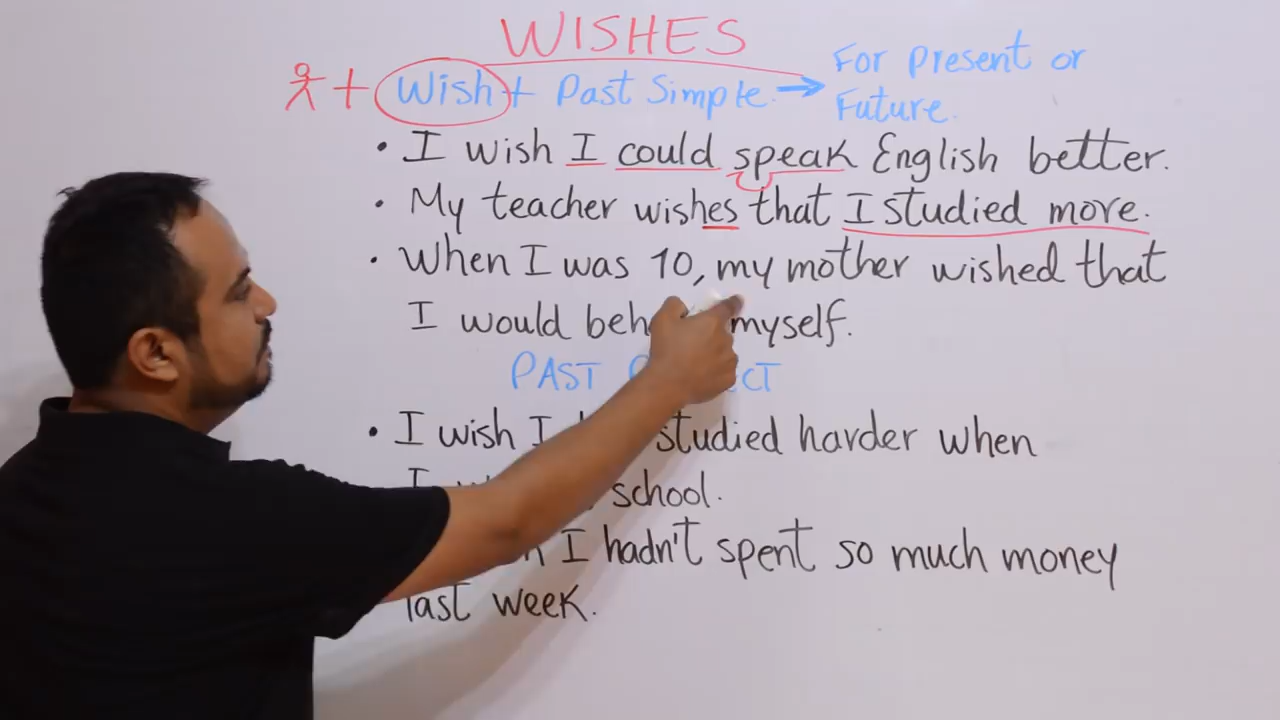 WISHES
+ Wish + Past Simple. → For Present or
Future.
• I wish I could speak English better.
• My teacher wishes that I studied more.
• When I was 10, my mother wished that
I would beh myself.
PAST
• I wish I studied harder when
I school.
I hadn't spent so much money
last week.